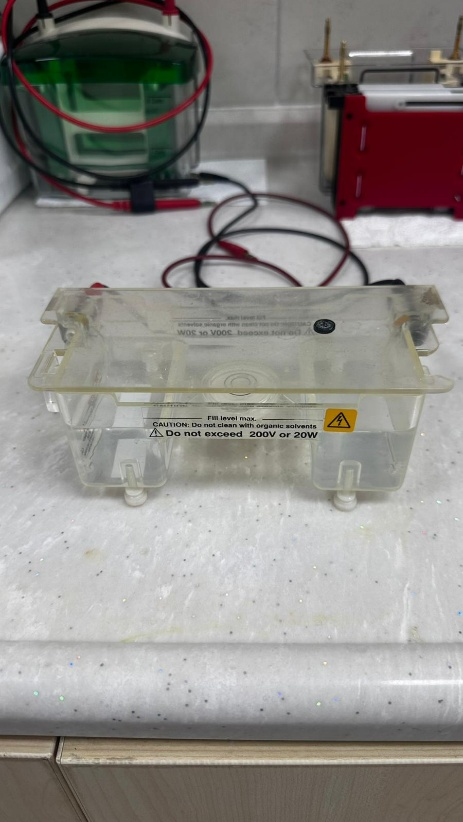 Fill level max.
CAUTION: Do not clean with organic solvents
Do not exceed 200V or 20W